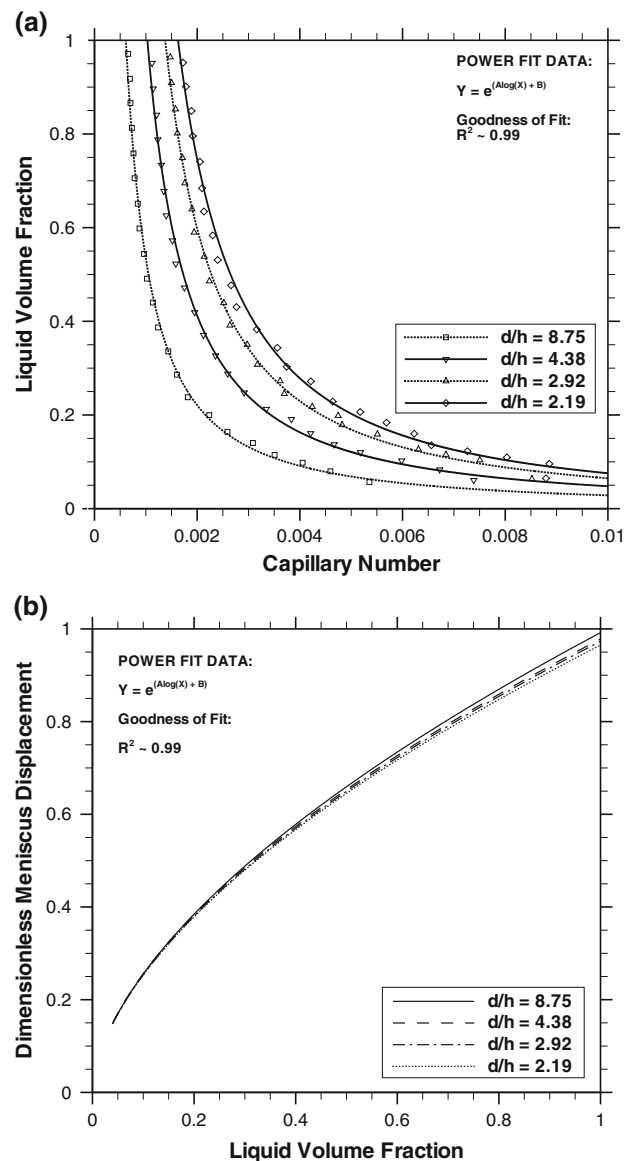 (a)
1
0.8
0.6
0.4
0.2
0
Liquid Volume Fraction
POWER FIT DATA:
Y = e^(Alog(X) + B)
Goodness of Fit:
R² ~ 0.99
d/h = 8.75
d/h = 4.38
d/h = 2.92
d/h = 2.19
0 0.002 0.004 0.006 0.008 0.01
Capillary Number
(b)
1
0.8
0.6
0.4
0.2
0
Dimensionless Meniscus Displacement
POWER FIT DATA:
Y = e^(Alog(X) + B)
Goodness of Fit:
R² ~ 0.99
d/h = 8.75
d/h = 4.38
d/h = 2.92
d/h = 2.19
0 0.2 0.4 0.6 0.8 1
Liquid Volume Fraction